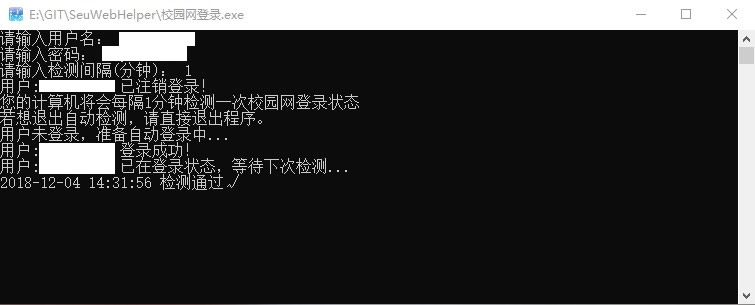 E:\GIT\SeuWebHelper\校园网登录.exe
请输入用户名:
请输入密码:
请输入检测间隔(分钟): 1
用户: 已注销登录!
您的计算机将会每隔1分钟检测一次校园网登录状态
若想退出自动检测，请直接退出程序。
用户未登录，准备自动登录中...
用户: 登录成功!
用户: 已在登录状态，等待下次检测...
2018-12-04 14:31:56 检测通过√